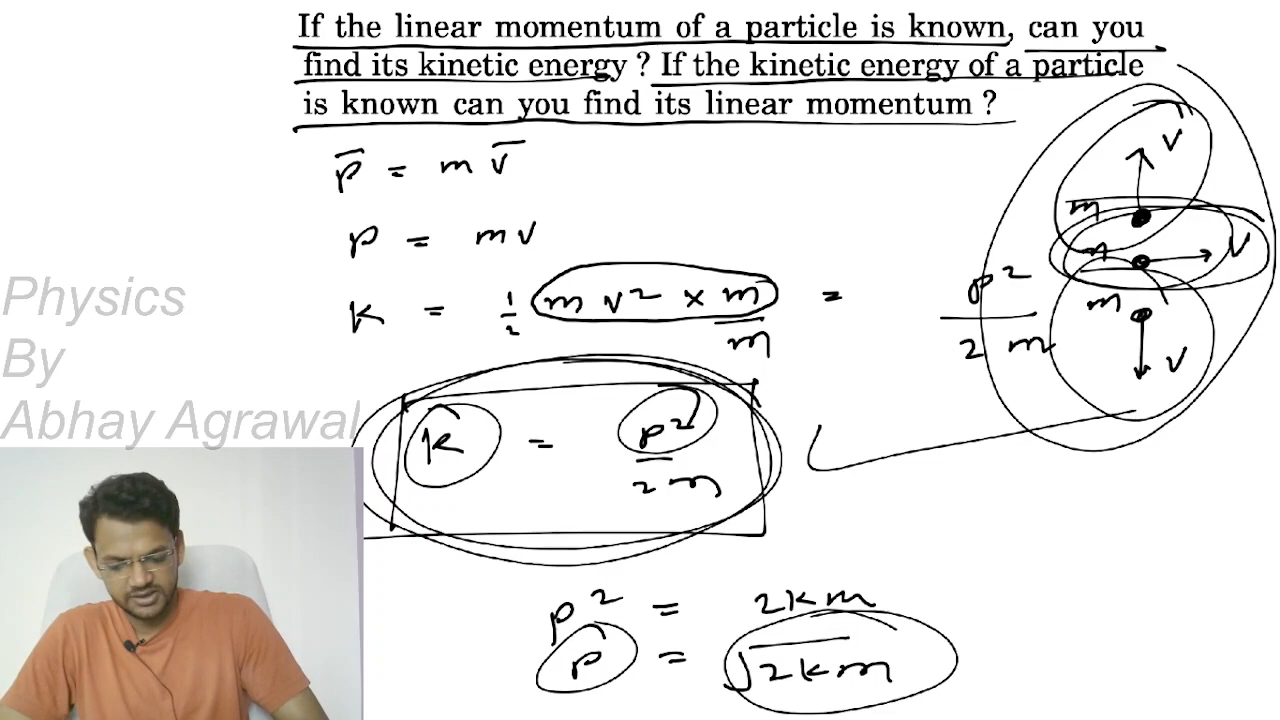 If the linear momentum of a particle is known, can you
find its kinetic energy ? If the kinetic energy of a particle
is known can you find its linear momentum ?
p̄ = m v̄
p = mv
K = 1/2 m v² × m/m = p²/2m
m v
m v
m v
Physics
By
Abhay Agrawal
K = p²/2m
p² = 2km
p = √2km